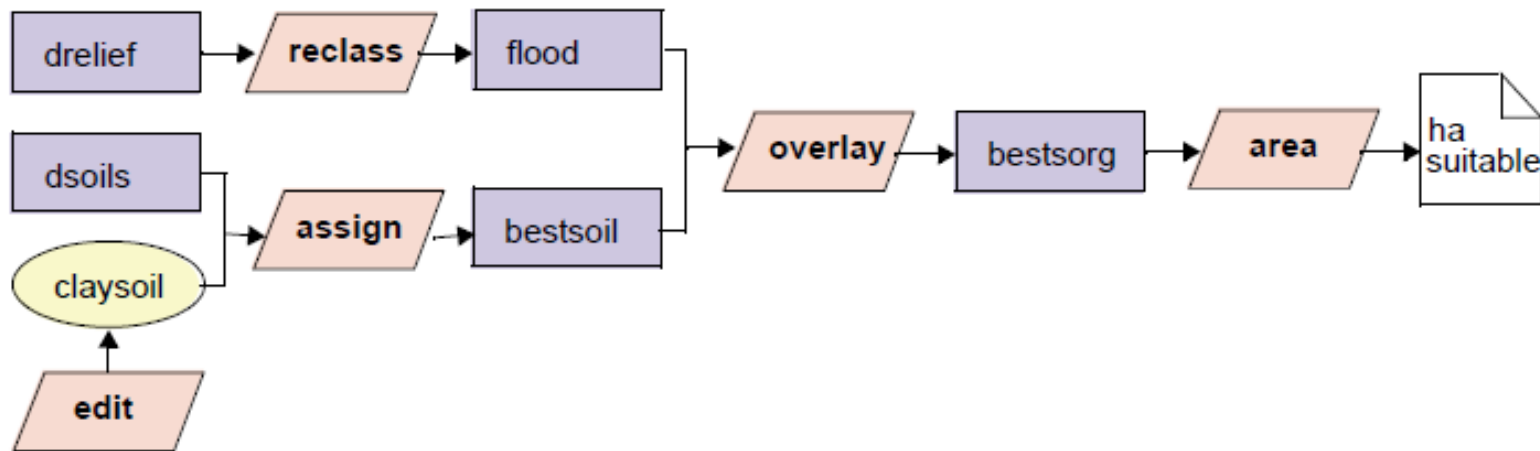 drelief
reclass
flood
dsoils
claysoil
edit
assign
bestsoil
overlay
bestsorg
area
ha
suitable